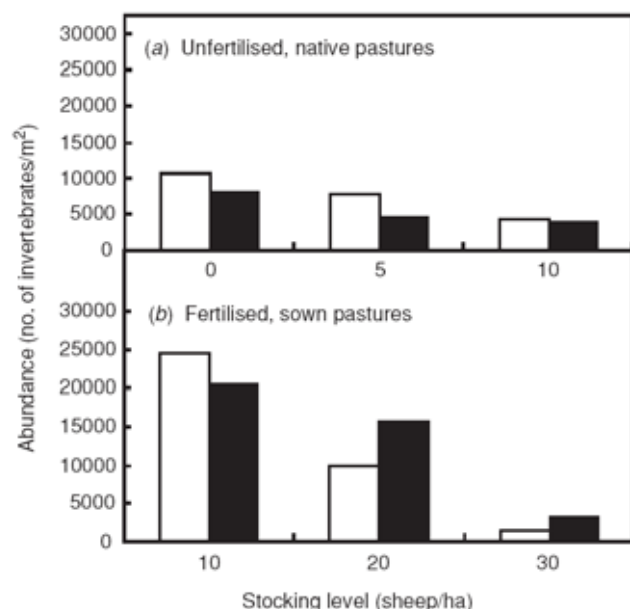 (a) Unfertilised, native pastures
30000
25000
20000
15000
10000
5000
0
0 5 10
Abundance (no. of invertebrates/m²)
(b) Fertilised, sown pastures
30000
25000
20000
15000
10000
5000
0
10 20 30
Stocking level (sheep/ha)